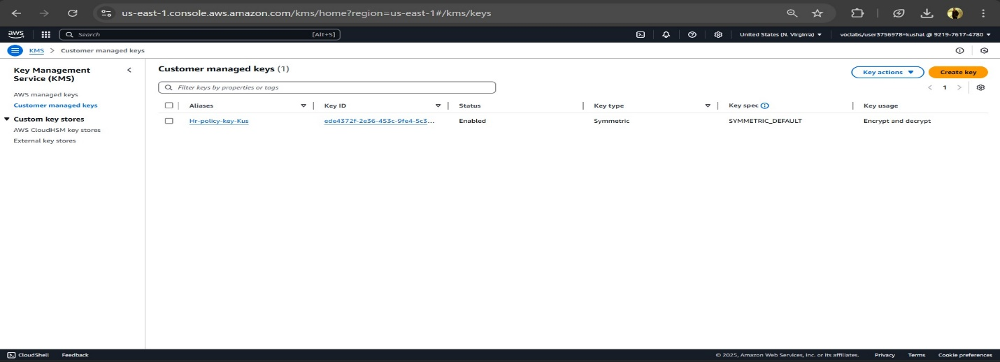 us-east-1.console.aws.amazon.com/kms/home?region=us-east-1#/kms/keys
aws Search [Alt+S] United States (N. Virginia) voclabs/user3756978=kushal @ 9219-7617-4780
KMS > Customer managed keys
Key Management Service (KMS)
AWS managed keys
Customer managed keys
Custom key stores
AWS CloudHSM key stores
External key stores
Customer managed keys (1)
Key actions Create key
Filter keys by properties or tags
1
Aliases Key ID Status Key type Key spec Key usage
Hr-policy-key-Kus ede4372f-2e36-453c-9fe4-5c3... Enabled Symmetric SYMMETRIC_DEFAULT Encrypt and decrypt
CloudShell Feedback © 2025, Amazon Web Services, Inc. or its affiliates. Privacy Terms Cookie preferences